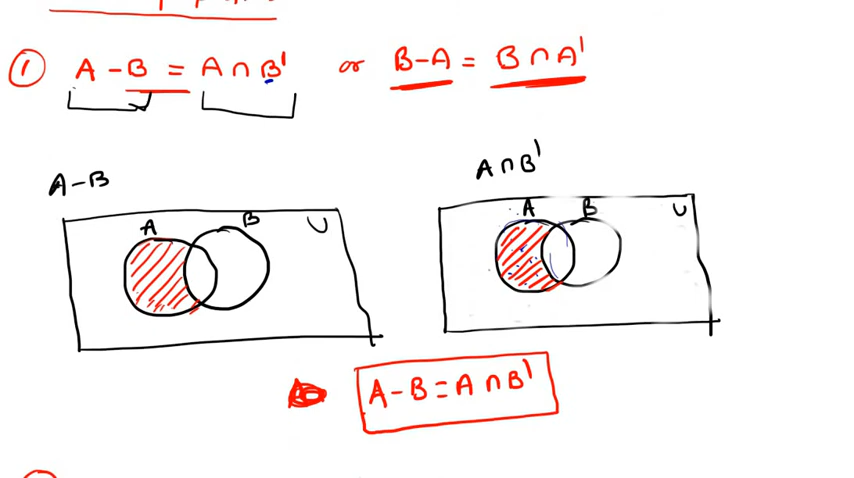 ① A - B = A ∩ B' or B - A = B ∩ A'
A - B
A B U
A ∩ B'
A B U
A - B = A ∩ B'